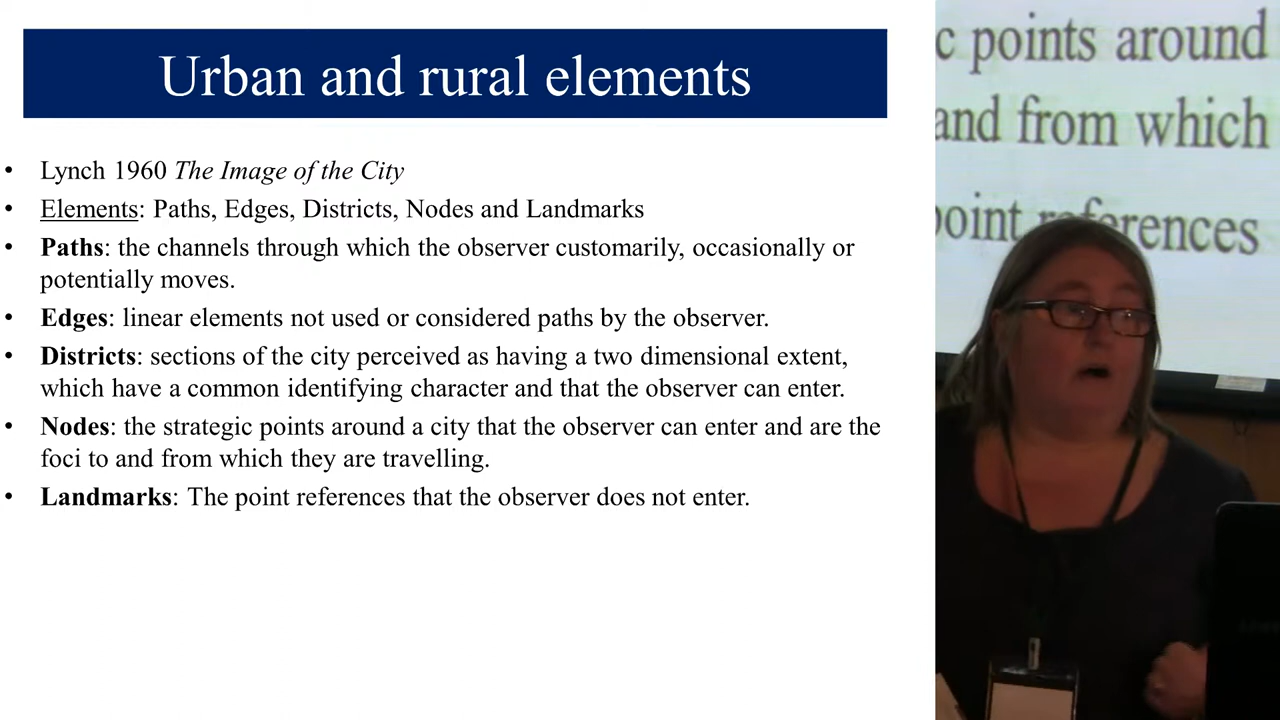 Urban and rural elements
• Lynch 1960 The Image of the City
• Elements: Paths, Edges, Districts, Nodes and Landmarks
• Paths: the channels through which the observer customarily, occasionally or
potentially moves.
• Edges: linear elements not used or considered paths by the observer.
• Districts: sections of the city perceived as having a two dimensional extent,
which have a common identifying character and that the observer can enter.
• Nodes: the strategic points around a city that the observer can enter and are the
foci to and from which they are travelling.
• Landmarks: The point references that the observer does not enter.
c points around
and from which
point references